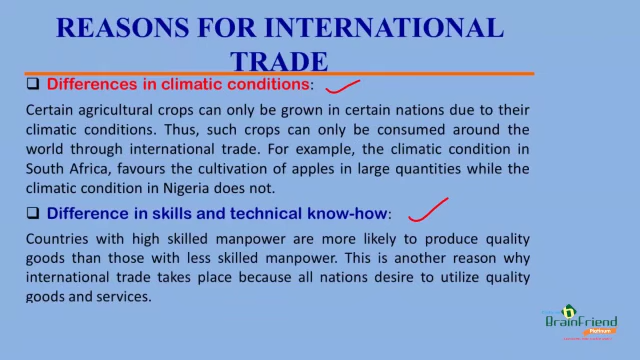 REASONS FOR INTERNATIONAL
TRADE
Differences in climatic conditions:
Certain agricultural crops can only be grown in certain nations due to their
climatic conditions. Thus, such crops can only be consumed around the
world through international trade. For example, the climatic condition in
South Africa, favours the cultivation of apples in large quantities while the
climatic condition in Nigeria does not.
Difference in skills and technical know-how:
Countries with high skilled manpower are more likely to produce quality
goods than those with less skilled manpower. This is another reason why
international trade takes place because all nations desire to utilize quality
goods and services.
BrainFriend
Platinum